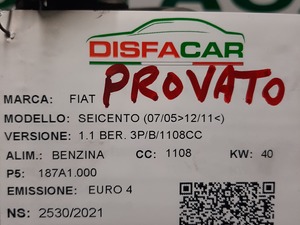 DISFACAR
PROVATO
MARCA: FIAT
MODELLO: SEICENTO (07/05>12/11<)
VERSIONE: 1.1 BER. 3P/B/1108CC
ALIM.: BENZINA CC: 1108 KW: 40
P5: 187A1.000
EMISSIONE: EURO 4
NS: 2530/2021